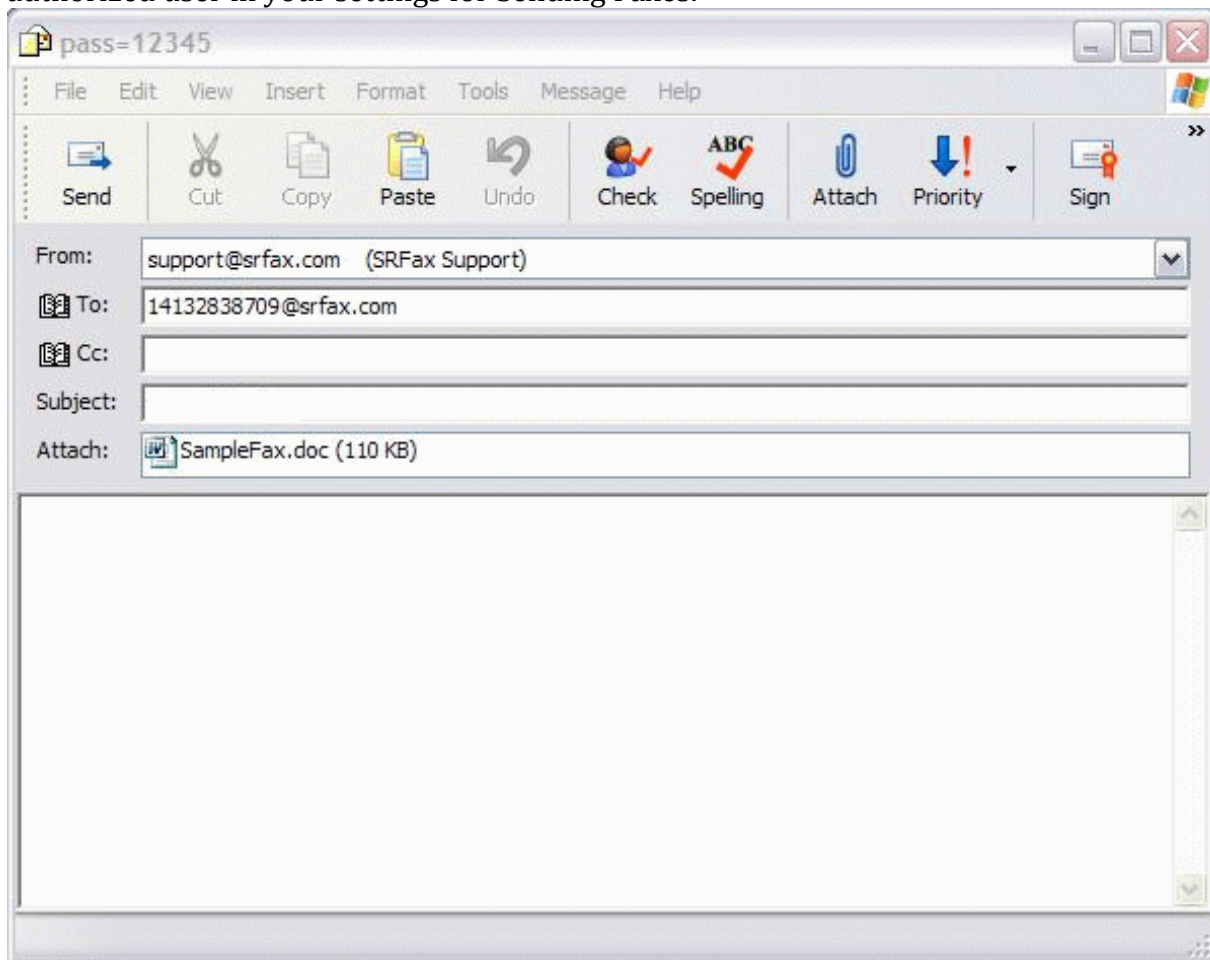 authorized user in your settings for Sending Faxes.
pass=12345
File Edit View Insert Format Tools Message Help
Send Cut Copy Paste Undo Check ABC Spelling Attach Priority Sign
From: support@srfax.com (SRFax Support)
To: 14132838709@srfax.com
Cc:
Subject:
Attach: SampleFax.doc (110 KB)